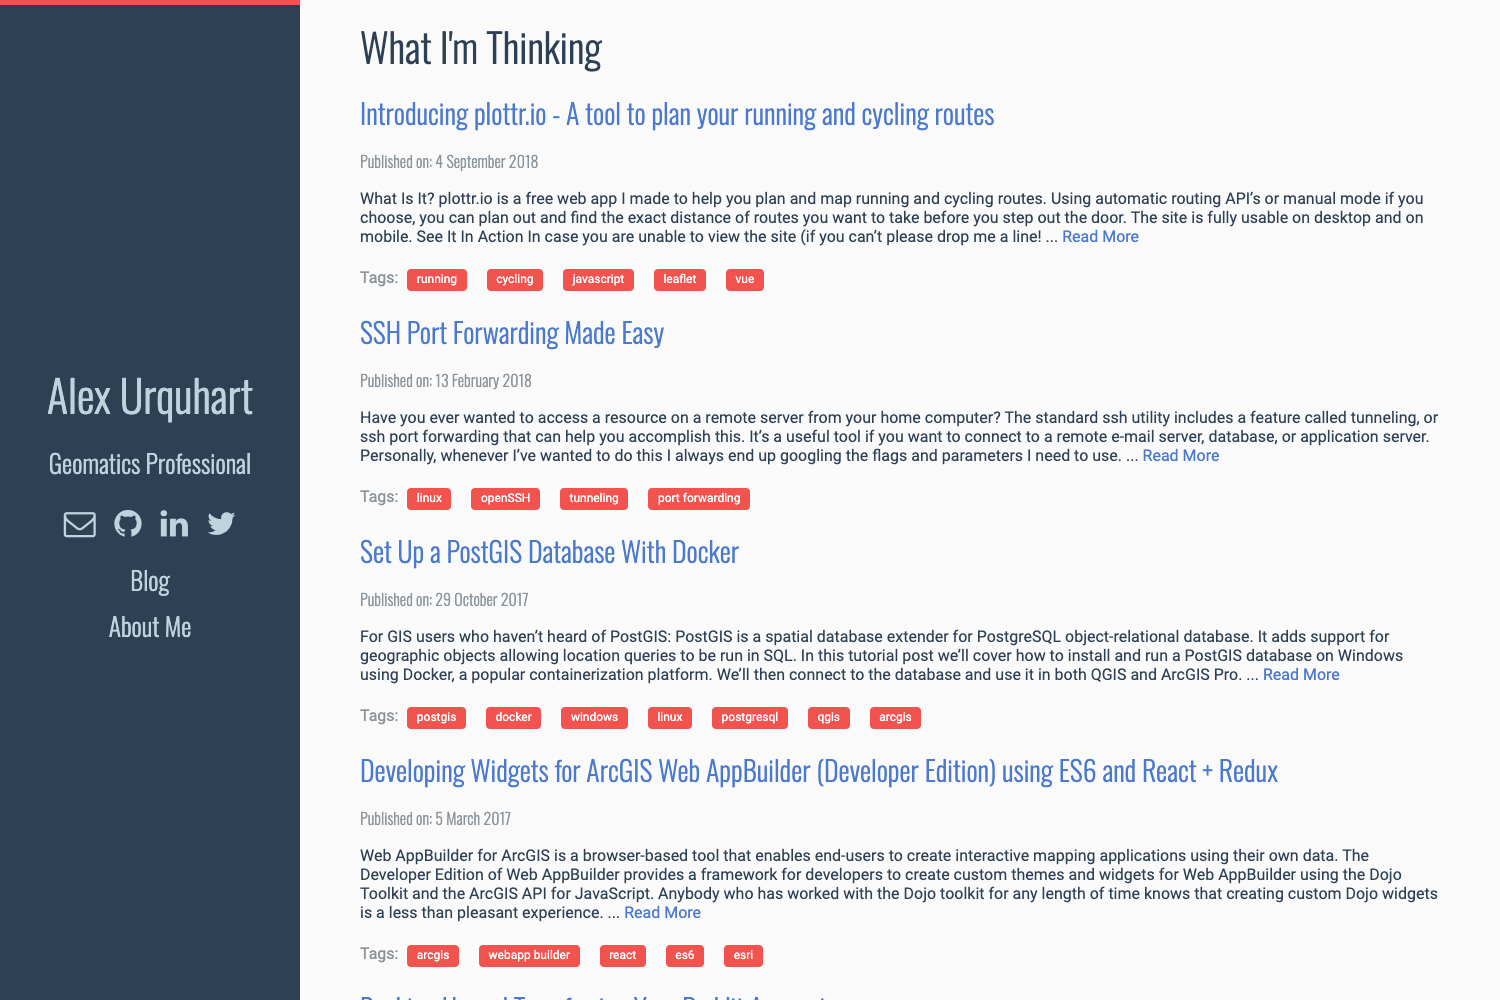 Alex Urquhart
Geomatics Professional
Blog
About Me
What I'm Thinking
Introducing plottr.io - A tool to plan your running and cycling routes
Published on: 4 September 2018
What Is It? plottr.io is a free web app I made to help you plan and map running and cycling routes. Using automatic routing API’s or manual mode if you
choose, you can plan out and find the exact distance of routes you want to take before you step out the door. The site is fully usable on desktop and on
mobile. See It In Action In case you are unable to view the site (if you can’t please drop me a line! ... Read More
Tags: running cycling javascript leaflet vue
SSH Port Forwarding Made Easy
Published on: 13 February 2018
Have you ever wanted to access a resource on a remote server from your home computer? The standard ssh utility includes a feature called tunneling, or
ssh port forwarding that can help you accomplish this. It’s a useful tool if you want to connect to a remote e-mail server, database, or application server.
Personally, whenever I’ve wanted to do this I always end up googling the flags and parameters I need to use. ... Read More
Tags: linux openSSH tunneling port forwarding
Set Up a PostGIS Database With Docker
Published on: 29 October 2017
For GIS users who haven’t heard of PostGIS: PostGIS is a spatial database extender for PostgreSQL object-relational database. It adds support for
geographic objects allowing location queries to be run in SQL. In this tutorial post we’ll cover how to install and run a PostGIS database on Windows
using Docker, a popular containerization platform. We’ll then connect to the database and use it in both QGIS and ArcGIS Pro. ... Read More
Tags: postgis docker windows linux postgresql qgis arcgis
Developing Widgets for ArcGIS Web AppBuilder (Developer Edition) using ES6 and React + Redux
Published on: 5 March 2017
Web AppBuilder for ArcGIS is a browser-based tool that enables end-users to create interactive mapping applications using their own data. The
Developer Edition of Web AppBuilder provides a framework for developers to create custom themes and widgets for Web AppBuilder using the Dojo
Toolkit and the ArcGIS API for JavaScript. Anybody who has worked with the Dojo toolkit for any length of time knows that creating custom Dojo widgets
is a less than pleasant experience. ... Read More
Tags: arcgis webapp builder react es6 esri